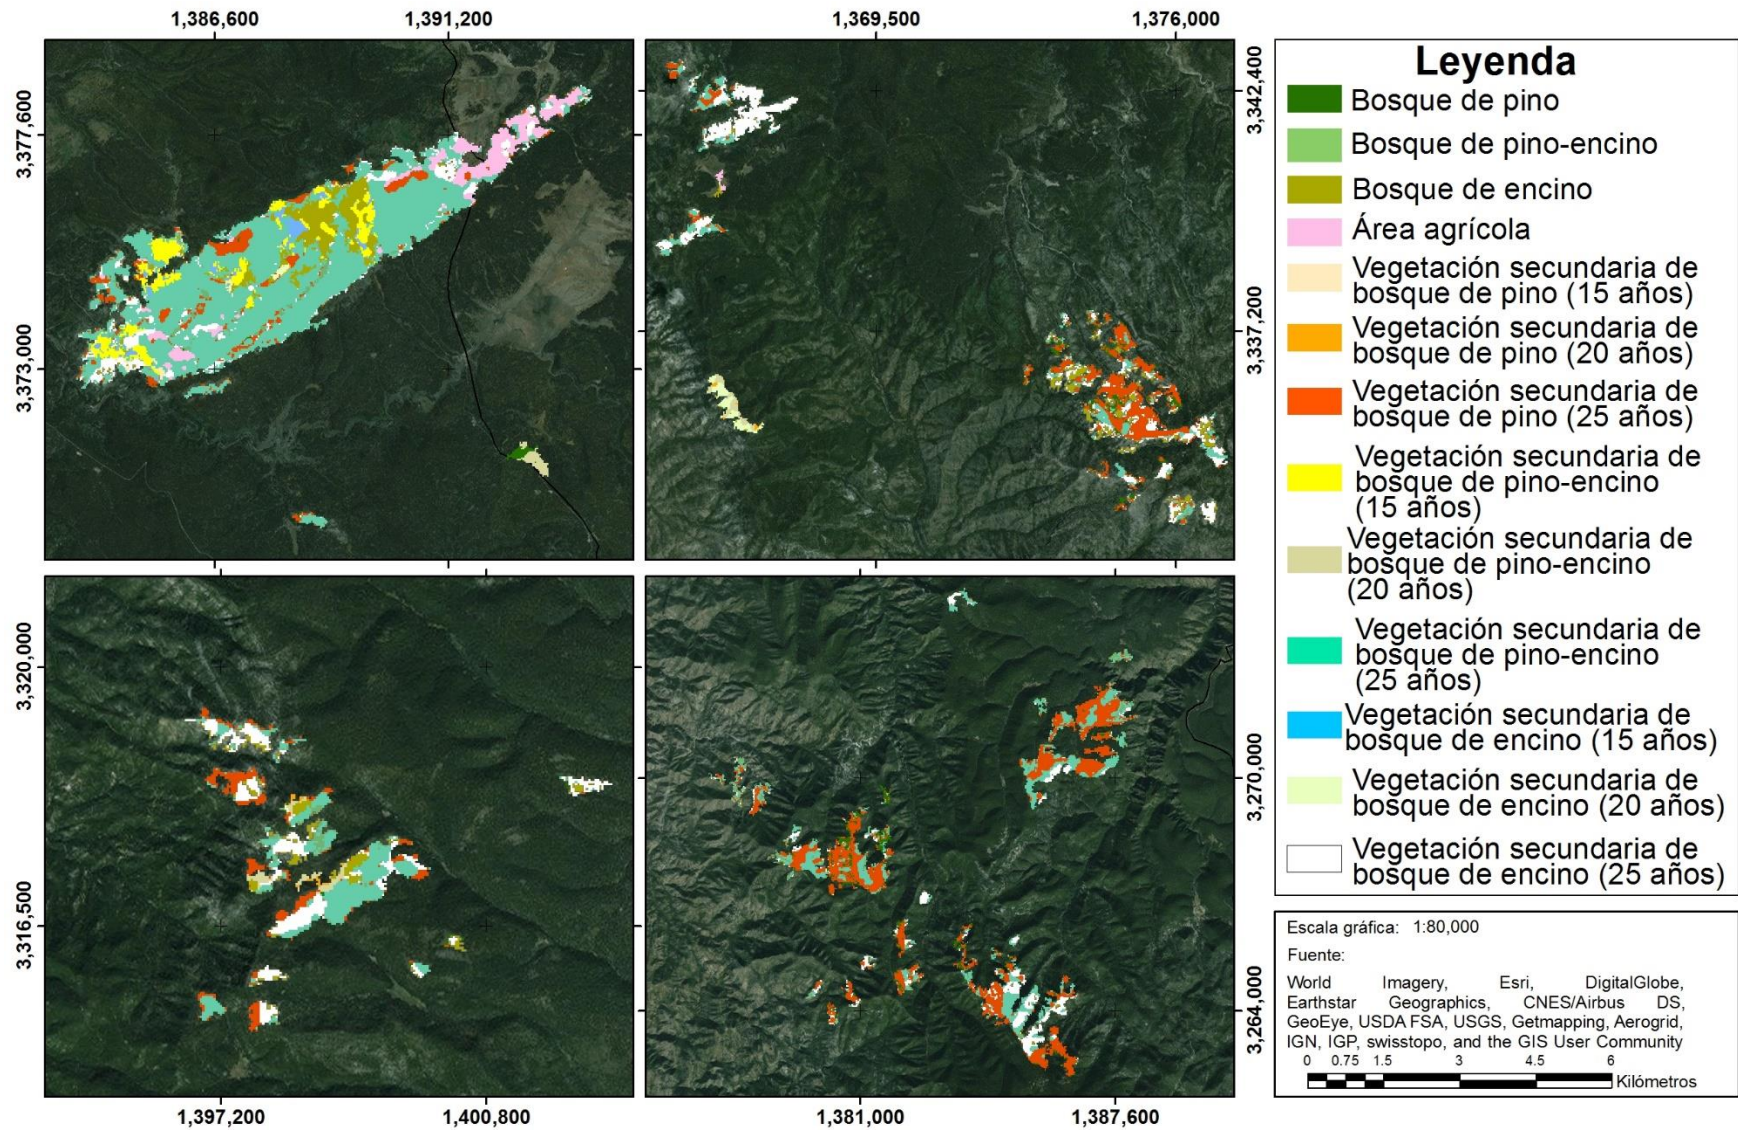 1,386,600
1,391,200
1,369,500
1,376,000
3,377,600
3,373,000
3,342,400
3,337,200
3,320,000
3,316,500
3,270,000
3,264,000
1,397,200
1,400,800
1,381,000
1,387,600
Leyenda
Bosque de pino
Bosque de pino-encino
Bosque de encino
Área agrícola
Vegetación secundaria de
bosque de pino (15 años)
Vegetación secundaria de
bosque de pino (20 años)
Vegetación secundaria de
bosque de pino (25 años)
Vegetación secundaria de
bosque de pino-encino
(15 años)
Vegetación secundaria de
bosque de pino-encino
(20 años)
Vegetación secundaria de
bosque de pino-encino
(25 años)
Vegetación secundaria de
bosque de encino (15 años)
Vegetación secundaria de
bosque de encino (20 años)
Vegetación secundaria de
bosque de encino (25 años)
Escala gráfica: 1:80,000
Fuente:
World Imagery, Esri, DigitalGlobe,
Earthstar Geographics, CNES/Airbus DS,
GeoEye, USDA FSA, USGS, Getmapping, Aerogrid,
IGN, IGP, swisstopo, and the GIS User Community
0 0.75 1.5 3 4.5 6
Kilómetros